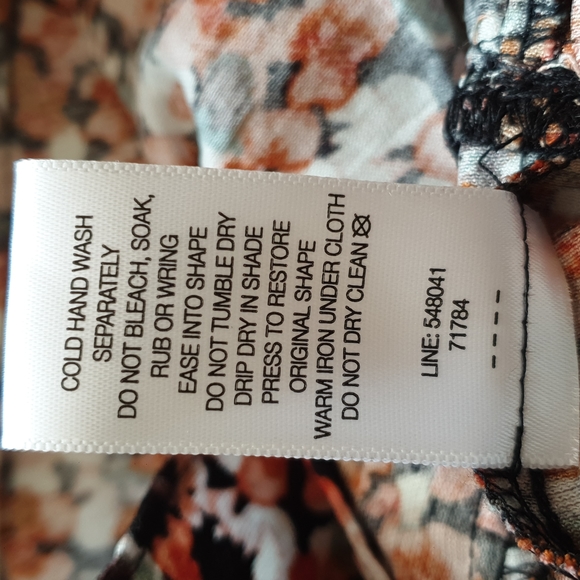 COLD HAND WASH
SEPARATELY
DO NOT BLEACH, SOAK,
RUB OR WRING
EASE INTO SHAPE
DO NOT TUMBLE DRY
DRIP DRY IN SHADE
PRESS TO RESTORE
ORIGINAL SHAPE
WARM IRON UNDER CLOTH
DO NOT DRY CLEAN
LINE: 548041
71784
----